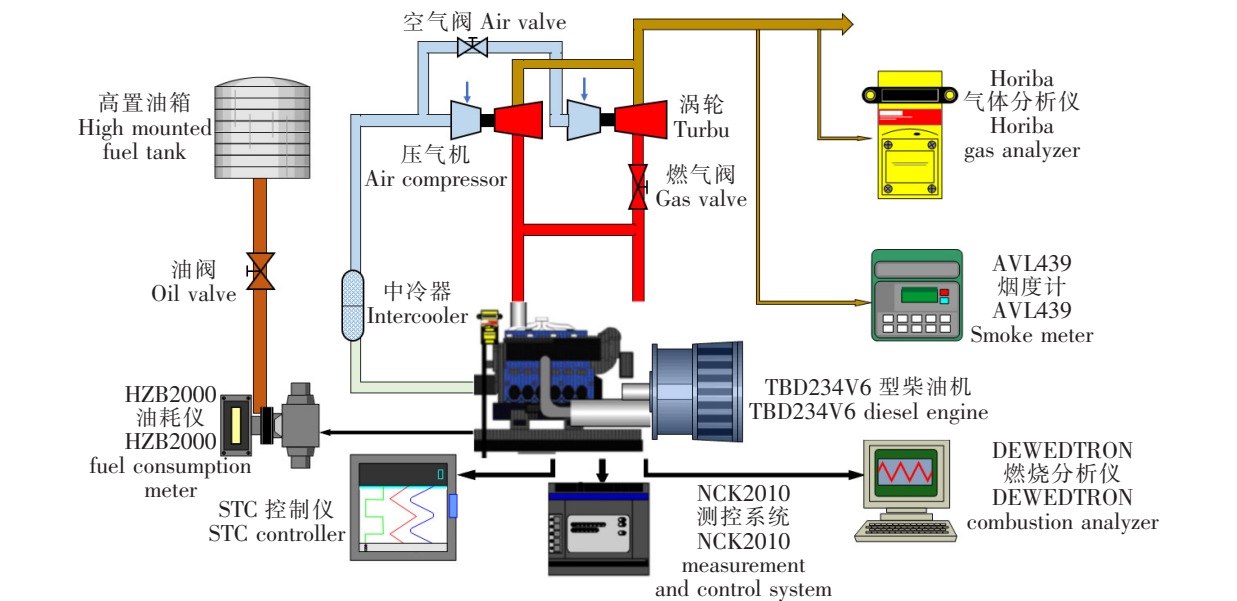 空气阀 Air valve
高置油箱
High mounted
fuel tank
压气机
Air compressor
涡轮
Turbu
燃气阀
Gas valve
Horiba
气体分析仪
Horiba
gas analyzer
油阀
Oil valve
中冷器
Intercooler
AVL439
烟度计
AVL439
Smoke meter
TBD234V6 型柴油机
TBD234V6 diesel engine
HZB2000
油耗仪
HZB2000
fuel consumption
meter
STC 控制仪
STC controller
NCK2010
测控系统
NCK2010
measurement
and control system
DEWEDTRON
燃烧分析仪
DEWEDTRON
combustion analyzer